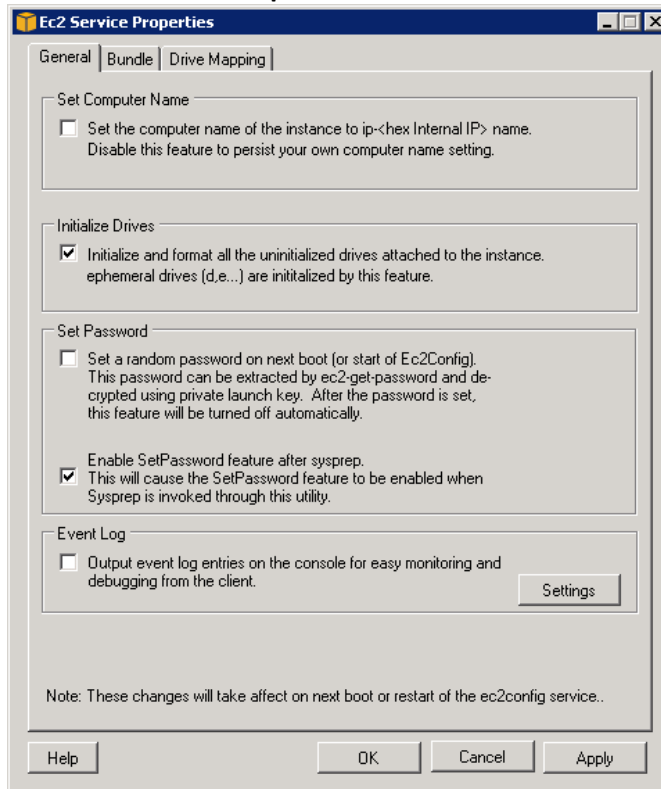 Ec2 Service Properties
General Bundle Drive Mapping
Set Computer Name
Set the computer name of the instance to ip-<hex Internal IP> name.
Disable this feature to persist your own computer name setting.
Initialize Drives
Initialize and format all the uninitialized drives attached to the instance.
ephemeral drives (d,e...) are inititalized by this feature.
Set Password
Set a random password on next boot (or start of Ec2Config).
This password can be extracted by ec2-get-password and de-
crypted using private launch key. After the password is set,
this feature will be turned off automatically.
Enable SetPassword feature after sysprep.
This will cause the SetPassword feature to be enabled when
Sysprep is invoked through this utility.
Event Log
Output event log entries on the console for easy monitoring and
debugging from the client.
Settings
Note: These changes will take affect on next boot or restart of the ec2config service..
Help OK Cancel Apply